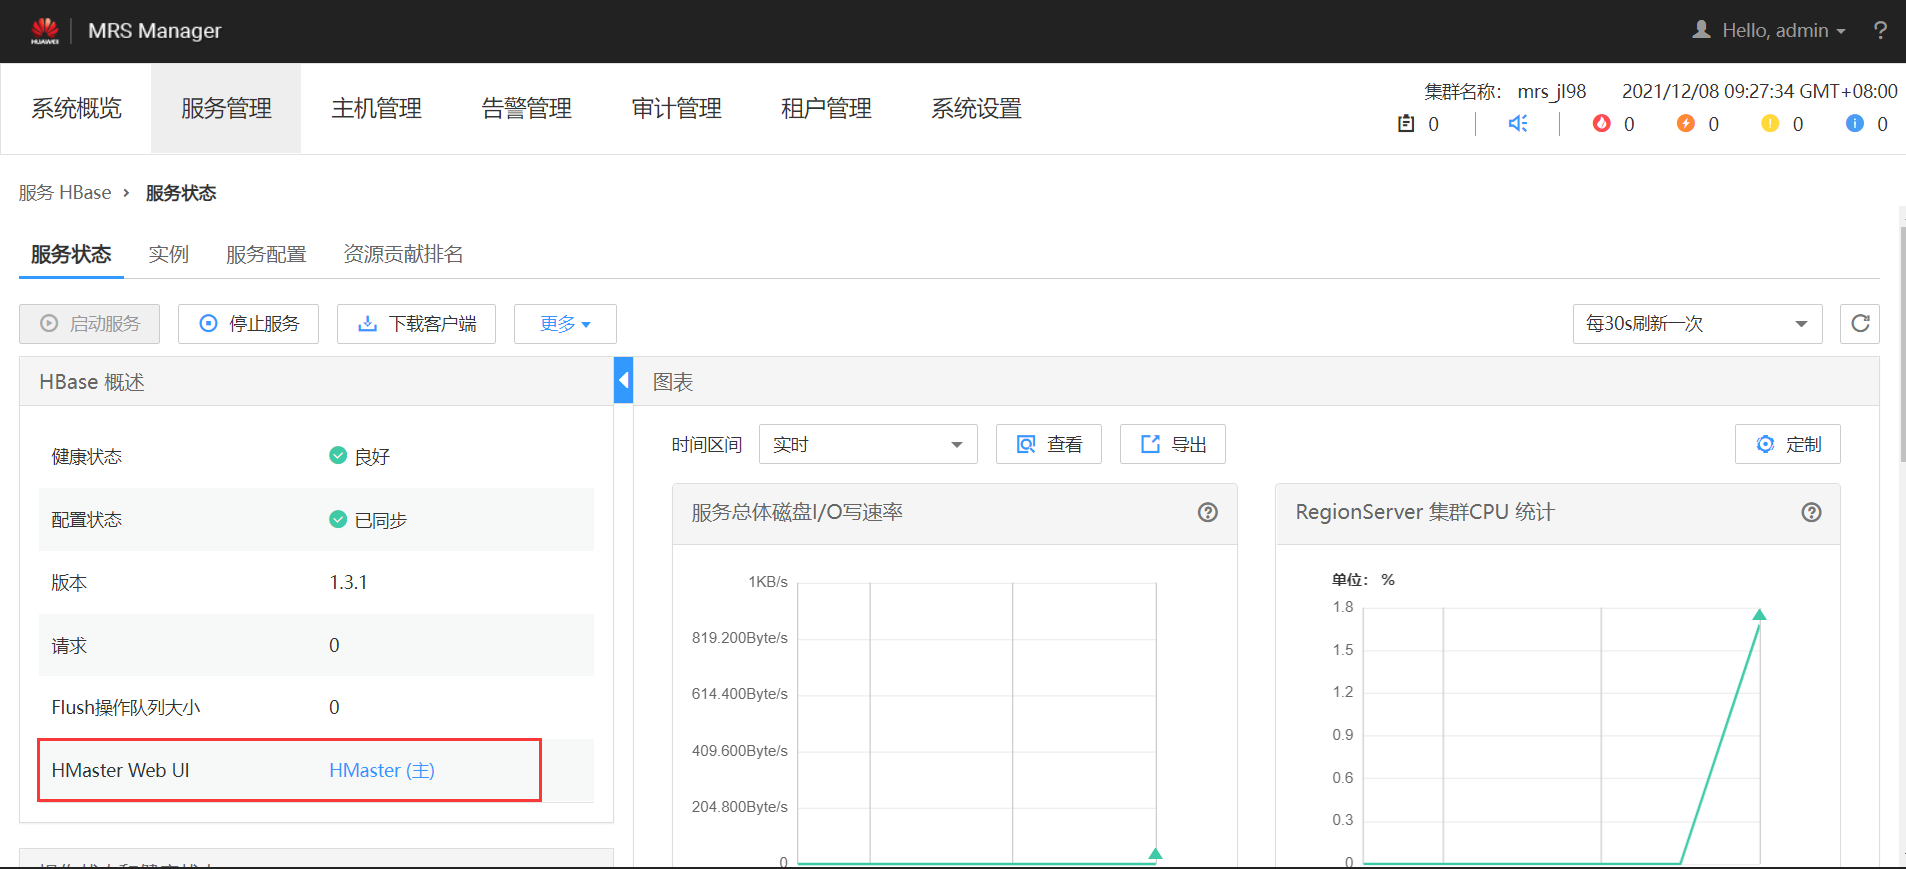 HUAWEI MRS Manager Hello, admin ?
系统概览 服务管理 主机管理 告警管理 审计管理 租户管理 系统设置
集群名称： mrs_jl98 2021/12/08 09:27:34 GMT+08:00
0 0 0 0 0
服务 HBase › 服务状态
服务状态 实例 服务配置 资源贡献排名
启动服务 停止服务 下载客户端 更多 每30s刷新一次
HBase 概述
健康状态 良好
配置状态 已同步
版本 1.3.1
请求 0
Flush操作队列大小 0
HMaster Web UI HMaster (主)
图表
时间区间 实时 查看 导出 定制
服务总体磁盘I/O写速率
1KB/s
819.200Byte/s
614.400Byte/s
409.600Byte/s
204.800Byte/s
0
RegionServer 集群CPU 统计
单位： %
1.8
1.5
1.2
0.9
0.6
0.3
0